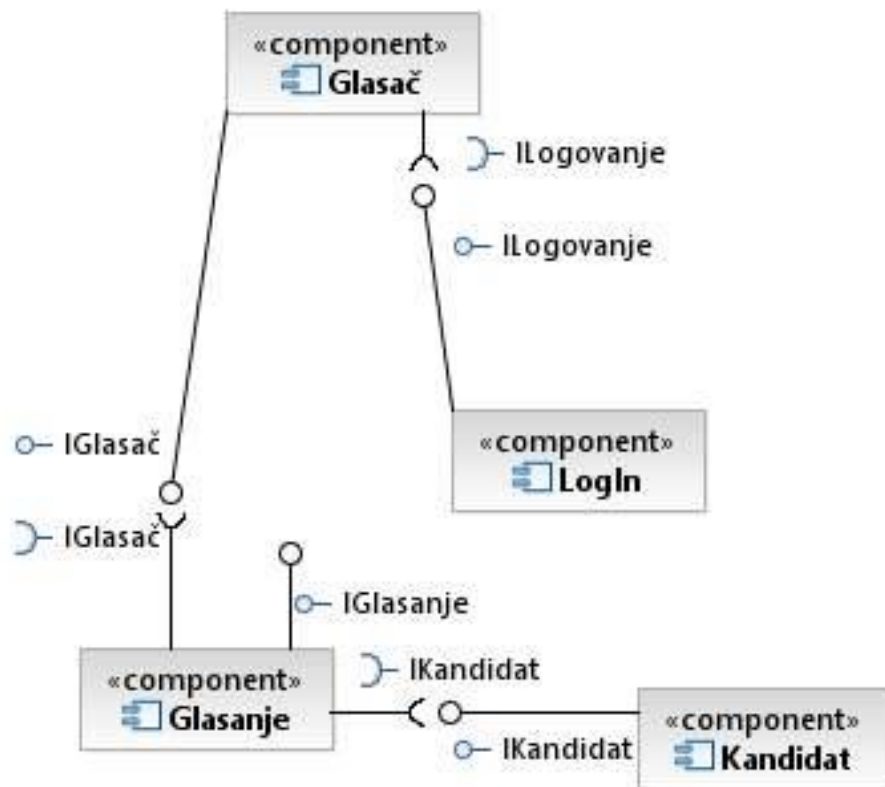 «component»
Glasač
ILogovanje
ILogovanje
«component»
LogIn
IGlasač
IGlasač
IGlasanje
«component»
Glasanje
IKandidat
IKandidat
«component»
Kandidat